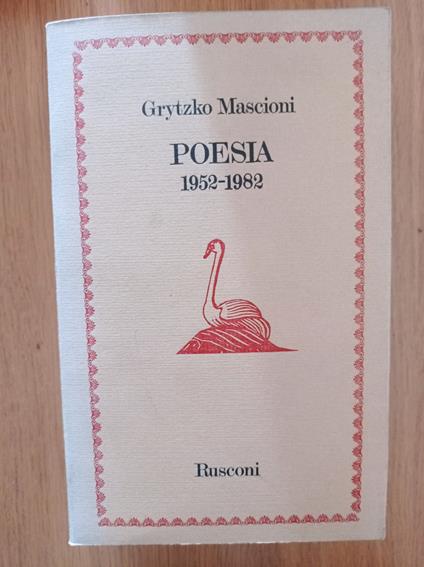 Grytzko Mascioni
POESIA
1952-1982
Rusconi